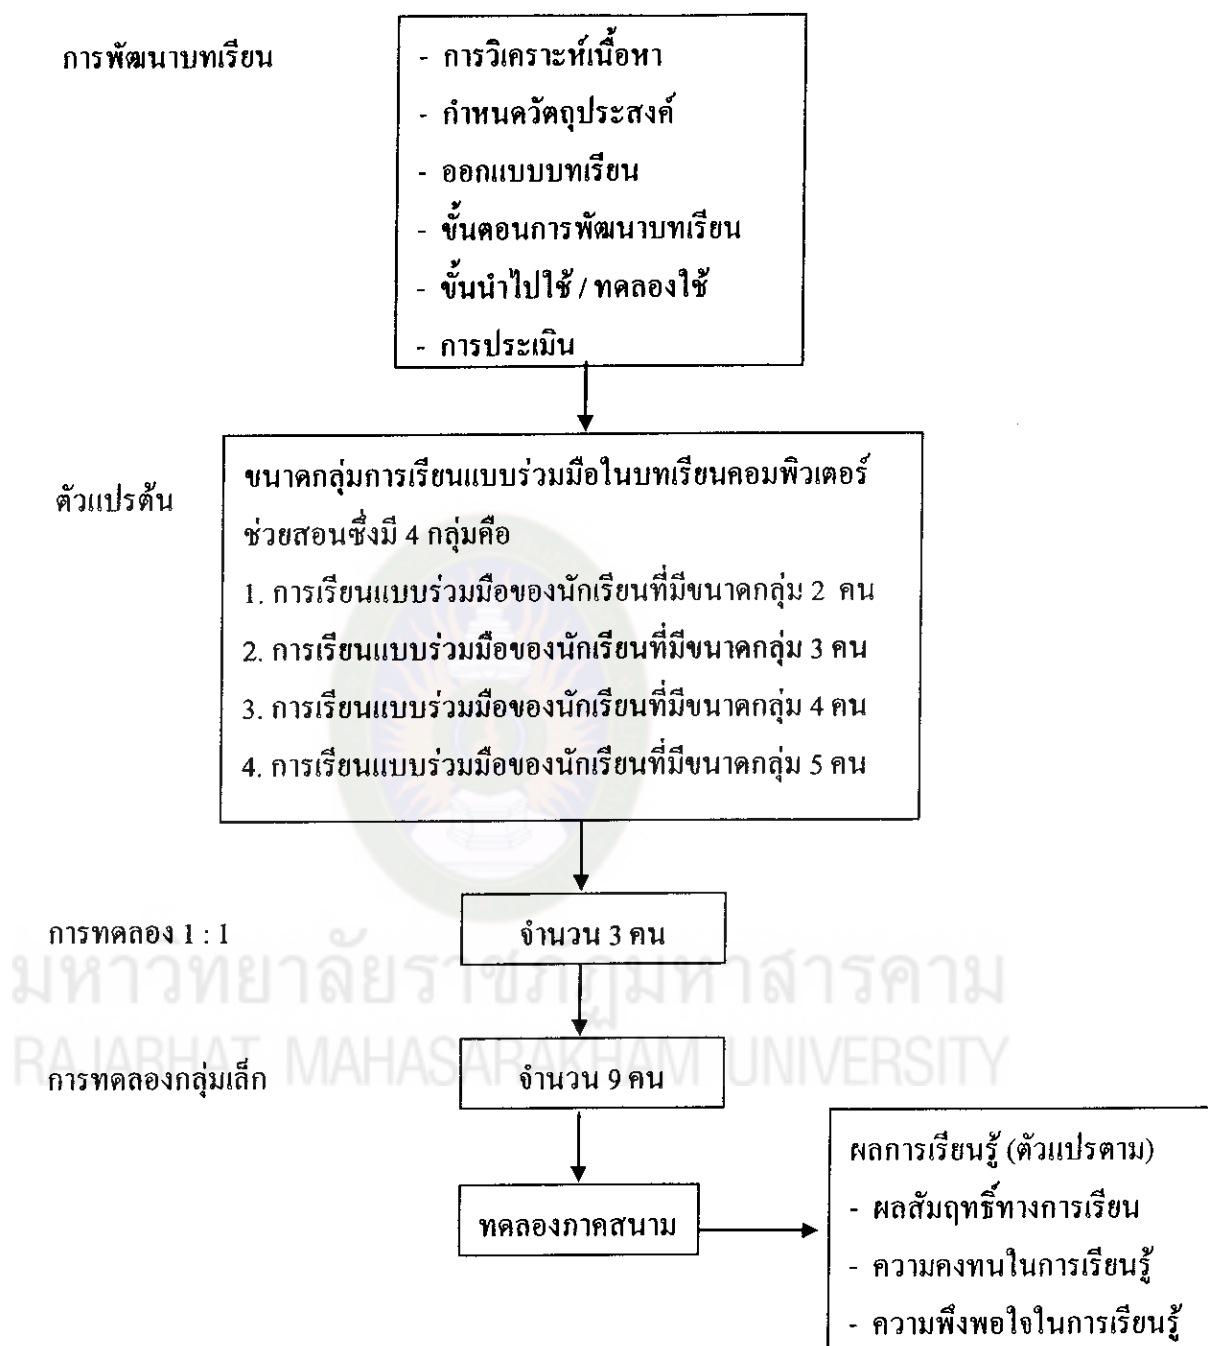 การพัฒนาบทเรียน
- การวิเคราะห์เนื้อหา
- กำหนดวัตถุประสงค์
- ออกแบบบทเรียน
- ขั้นตอนการพัฒนาบทเรียน
- ขั้นนำไปใช้ / ทดลองใช้
- การประเมิน
ตัวแปรต้น
ขนาดกลุ่มการเรียนแบบร่วมมือในบทเรียนคอมพิวเตอร์
ช่วยสอนซึ่งมี 4 กลุ่มคือ
1. การเรียนแบบร่วมมือของนักเรียนที่มีขนาดกลุ่ม 2 คน
2. การเรียนแบบร่วมมือของนักเรียนที่มีขนาดกลุ่ม 3 คน
3. การเรียนแบบร่วมมือของนักเรียนที่มีขนาดกลุ่ม 4 คน
4. การเรียนแบบร่วมมือของนักเรียนที่มีขนาดกลุ่ม 5 คน
การทดลอง 1 : 1
จำนวน 3 คน
มหาวิทยาลัยราชภัฏมหาสารคาม
RAJABHAT MAHASARAKHAM UNIVERSITY
การทดลองกลุ่มเล็ก
จำนวน 9 คน
ทดลองภาคสนาม
ผลการเรียนรู้ (ตัวแปรตาม)
- ผลสัมฤทธิ์ทางการเรียน
- ความคงทนในการเรียนรู้
- ความพึงพอใจในการเรียนรู้